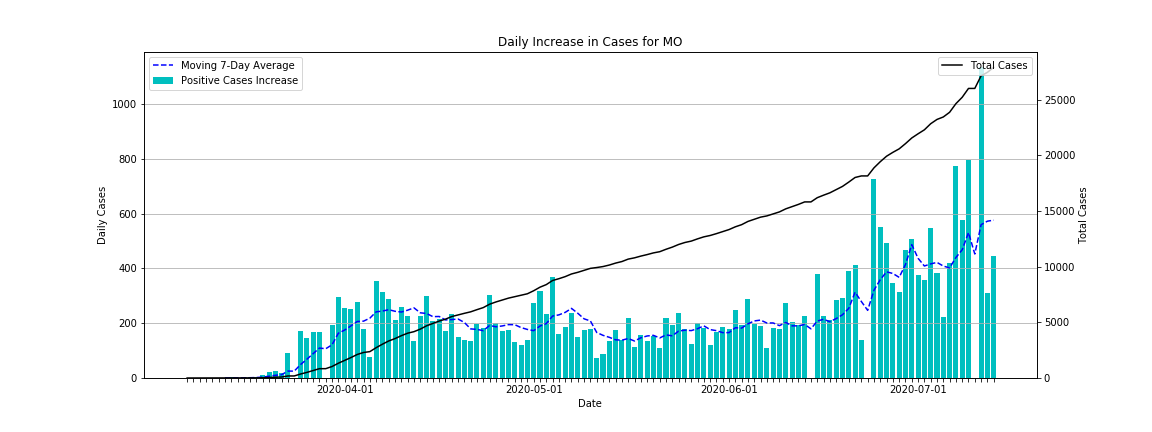 Daily Increase in Cases for MO
Moving 7-Day Average
Positive Cases Increase
Total Cases
1000
800
600
400
200
0
Daily Cases
25000
20000
15000
10000
5000
0
Total Cases
2020-04-01
2020-05-01
2020-06-01
2020-07-01
Date